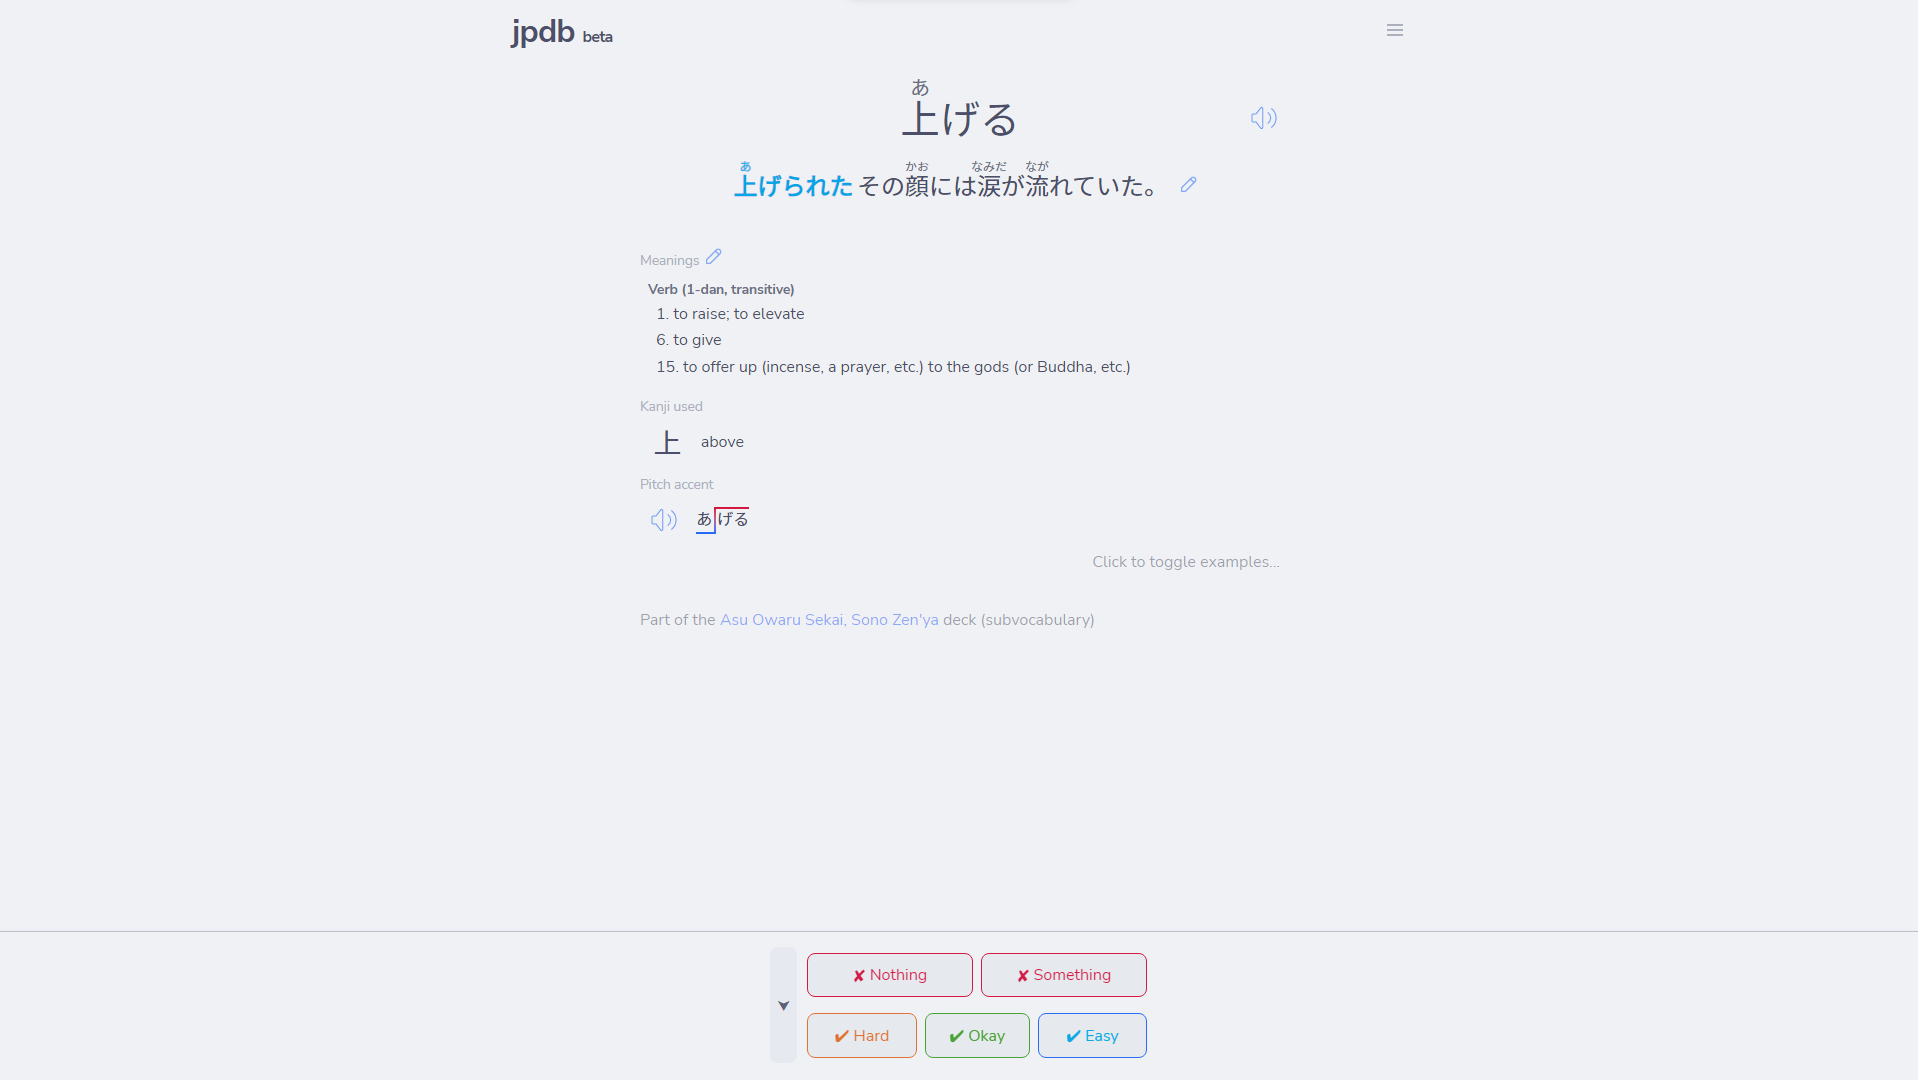 jpdb beta
あ
上げる
あ かお なみだ なが
上げられた その顔には涙が流れていた。
Meanings
Verb (1-dan, transitive)
1. to raise; to elevate
6. to give
15. to offer up (incense, a prayer, etc.) to the gods (or Buddha, etc.)
Kanji used
上 above
Pitch accent
あげる
Click to toggle examples...
Part of the Asu Owaru Sekai, Sono Zen'ya deck (subvocabulary)
✘ Nothing ✘ Something
✔ Hard ✔ Okay ✔ Easy